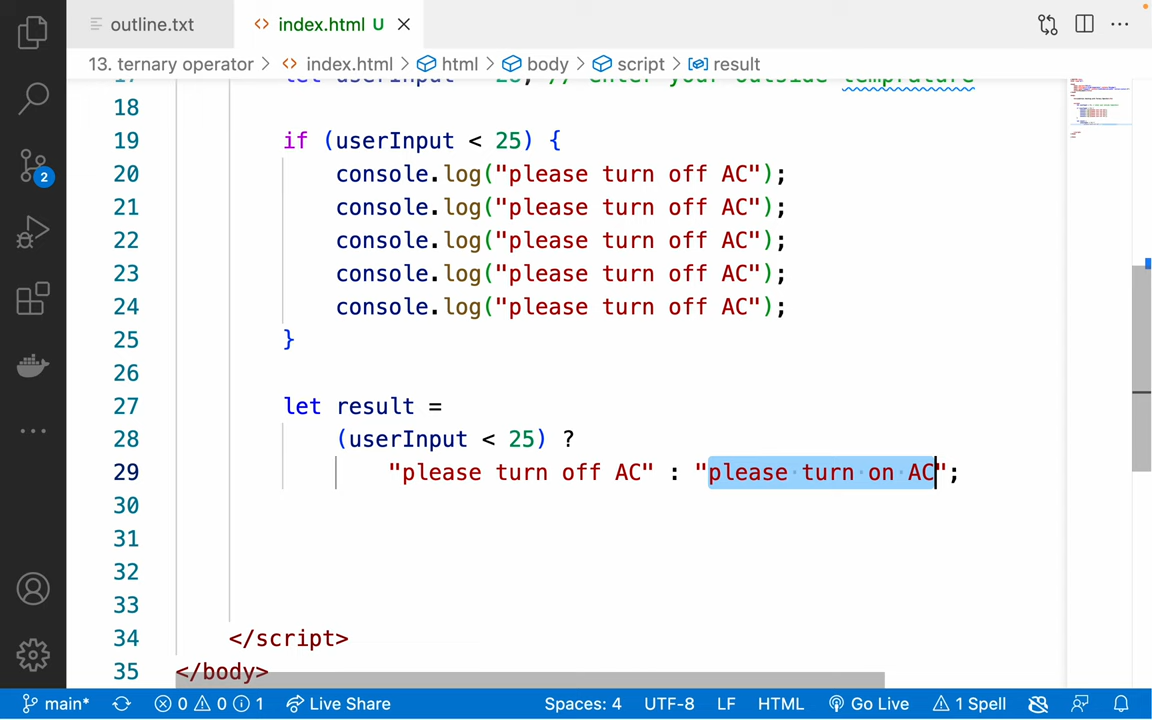 outline.txt
index.html U
13. ternary operator > index.html > html > body > script > result
temprature
18
19 if (userInput < 25) {
20 console.log("please turn off AC");
21 console.log("please turn off AC");
22 console.log("please turn off AC");
23 console.log("please turn off AC");
24 console.log("please turn off AC");
25 }
26
27 let result =
28 (userInput < 25) ?
29 "please turn off AC" : "please turn on AC";
30
31
32
33
34 </script>
35 </body>
2
main* 0 0 1 Live Share Spaces: 4 UTF-8 LF HTML Go Live 1 Spell